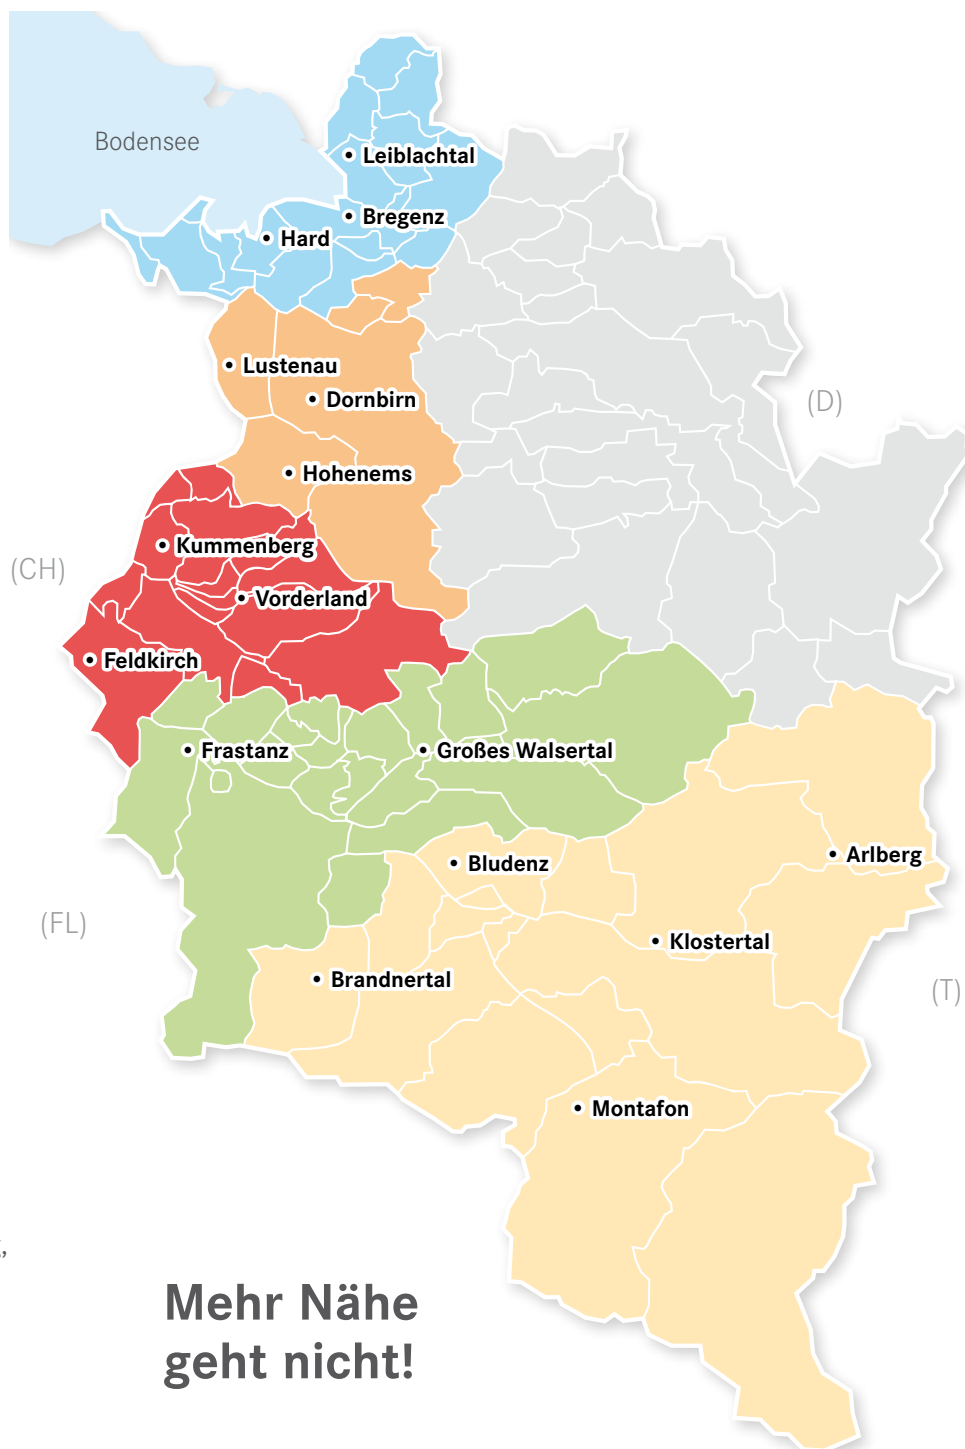 Bodensee
Leiblachtal
Bregenz
Hard
Lustenau
Dornbirn
(D)
Hohenems
Kummenberg
(CH)
Vorderland
Feldkirch
Frastanz
Großes Walsertal
Arlberg
Bludenz
(FL)
Klostertal
Brandnertal
(T)
Montafon
,
Mehr Nähe
geht nicht!